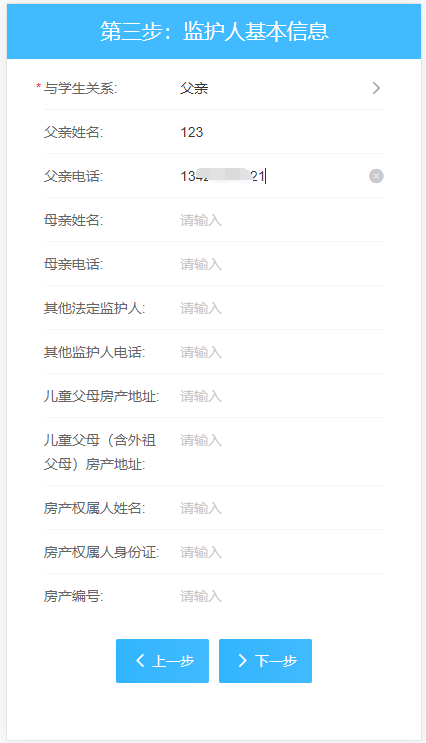 第三步：监护人基本信息
* 与学生关系: 父亲
父亲姓名: 123
父亲电话: 134 21
母亲姓名: 请输入
母亲电话: 请输入
其他法定监护人: 请输入
其他监护人电话: 请输入
儿童父母房产地址: 请输入
儿童父母（含外祖 请输入
父母）房产地址:
房产权属人姓名: 请输入
房产权属人身份证: 请输入
房产编号: 请输入
上一步 下一步